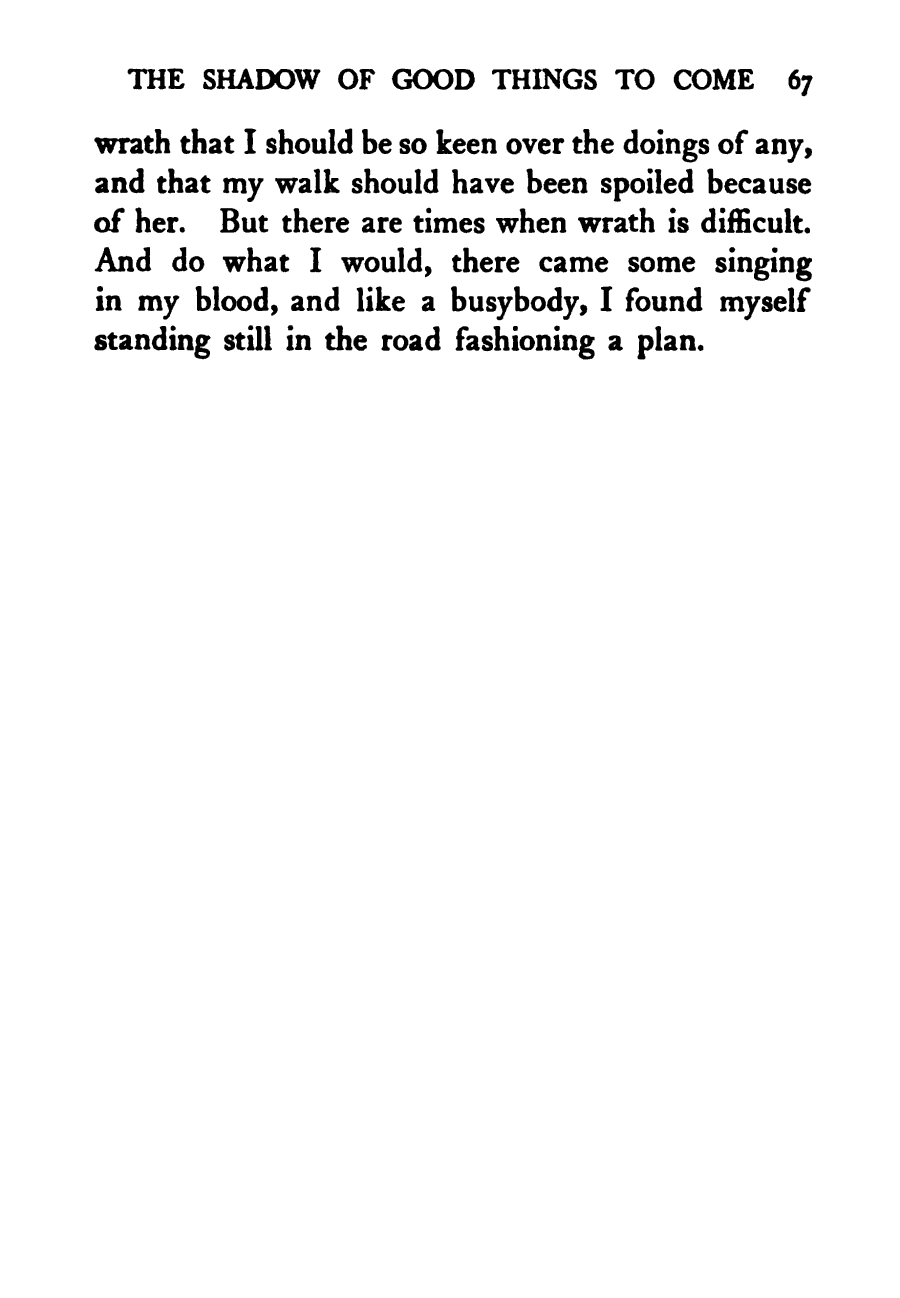 THE SHADOW OF GOOD THINGS TO COME 67
wrath that I should be so keen over the doings of any,
and that my walk should have been spoiled because
of her. But there are times when wrath is difficult.
And do what I would, there came some singing
in my blood, and like a busybody, I found myself
standing still in the road fashioning a plan.